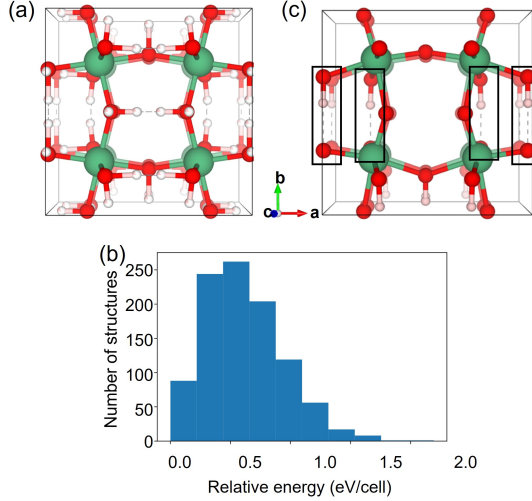 (a)
(c)
b
c
a
(b)
Number of structures
250
200
150
100
50
0
0.0 0.5 1.0 1.5 2.0
Relative energy (eV/cell)